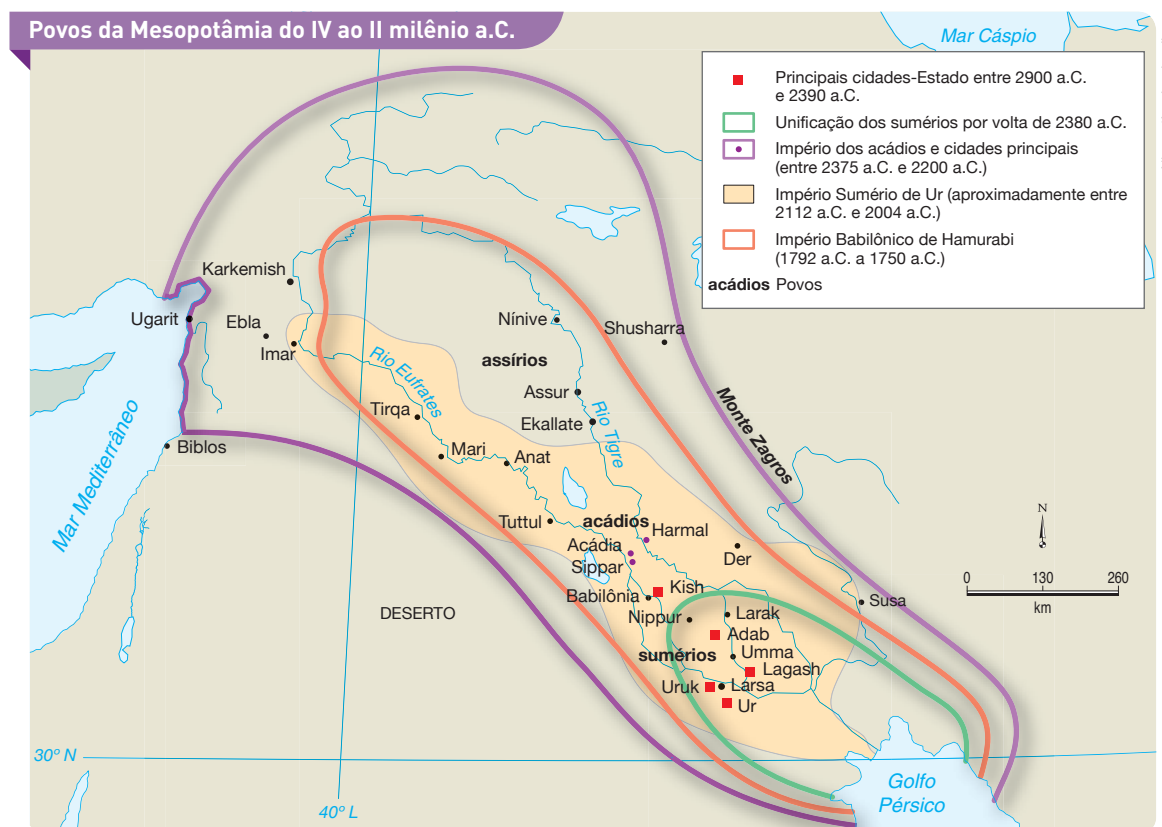 Povos da Mesopotâmia do IV ao II milênio a.C.
Mar Cáspio
Principais cidades-Estado entre 2900 a.C.
e 2390 a.C.
Unificação dos sumérios por volta de 2380 a.C.
Império dos acádios e cidades principais
(entre 2375 a.C. e 2200 a.C.)
Império Sumério de Ur (aproximadamente entre
2112 a.C. e 2004 a.C.)
Império Babilônico de Hamurabi
(1792 a.C. a 1750 a.C.)
acádios Povos
Karkemish
Ugarit
Ebla
Imar
Nínive
Shusharra
assírios
Rio Eufrates
Assur
Tirqa
Ekallate
Rio Tigre
Monte Zagros
Mar Mediterrâneo
Biblos
Mari
Anat
Tuttul
acádios
Harmal
Acádia
Sippar
Der
N
0 130 260
km
Kish
Babilônia
Susa
DESERTO
Nippur
Larak
Adab
sumérios
Umma
Lagash
Uruk
Larsa
Ur
30º N
Golfo
Pérsico
40º L